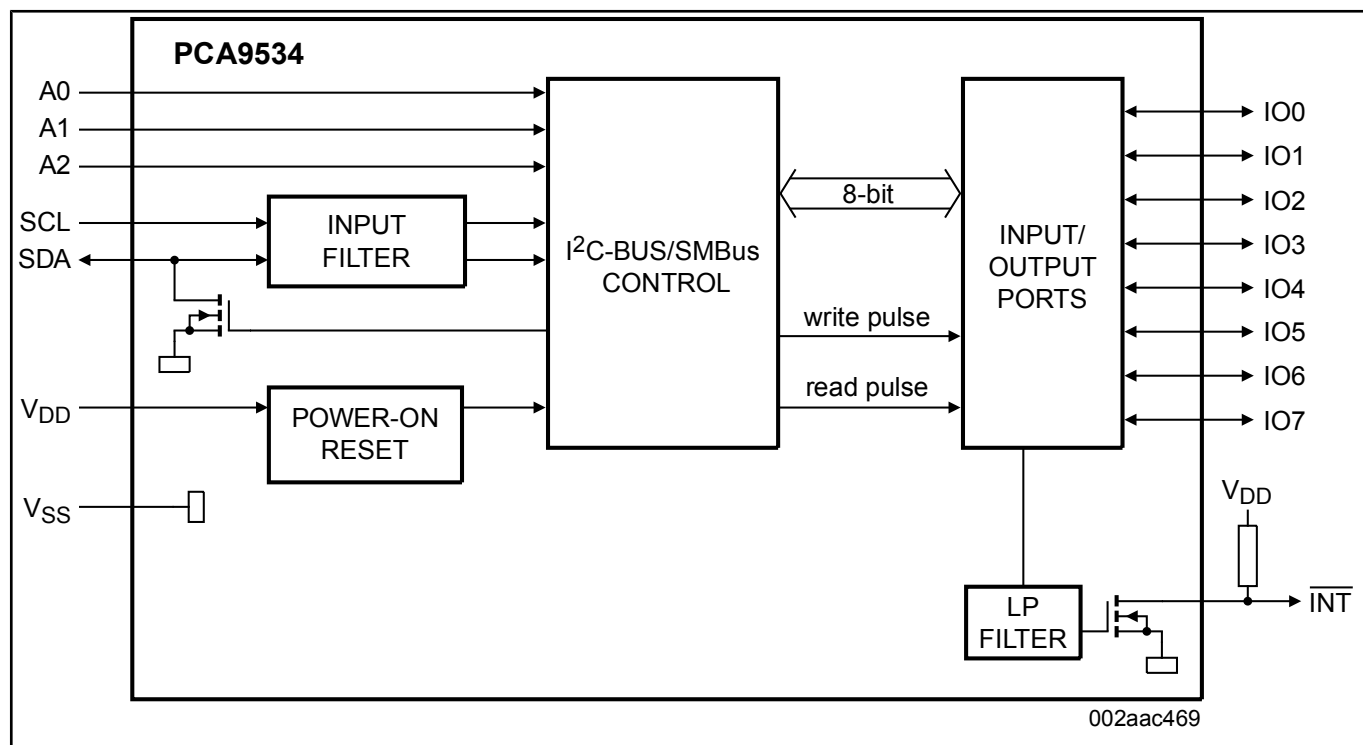 PCA9534
A0
A1
A2
SCL
SDA
INPUT
FILTER
I2C-BUS/SMBus
CONTROL
8-bit
write pulse
read pulse
INPUT/
OUTPUT
PORTS
IO0
IO1
IO2
IO3
IO4
IO5
IO6
IO7
VDD
POWER-ON
RESET
VSS
VDD
LP
FILTER
INT
002aac469